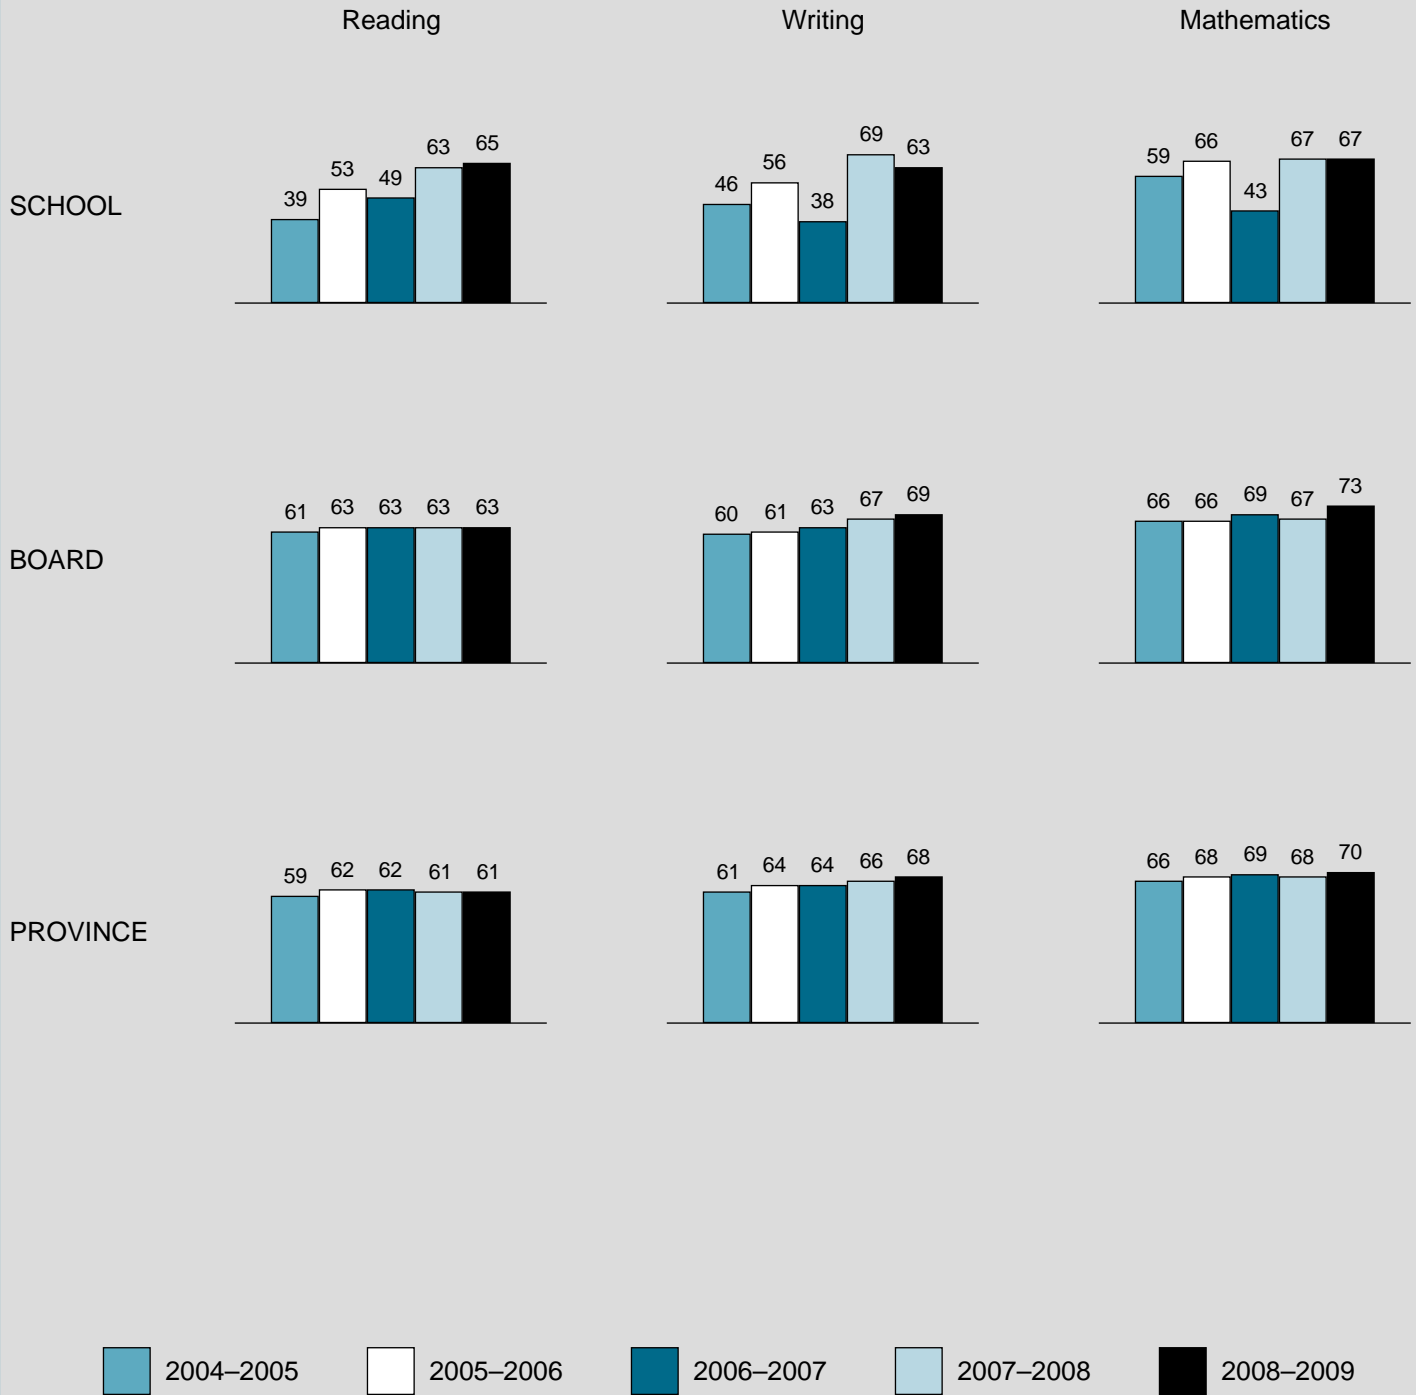 Reading Writing Mathematics
39 53 49 63 65
46 56 38 69 63
59 66 43 67 67
SCHOOL
61 63 63 63 63
60 61 63 67 69
66 66 69 67 73
BOARD
59 62 62 61 61
61 64 64 66 68
66 68 69 68 70
PROVINCE
2004–2005 2005–2006 2006–2007 2007–2008 2008–2009